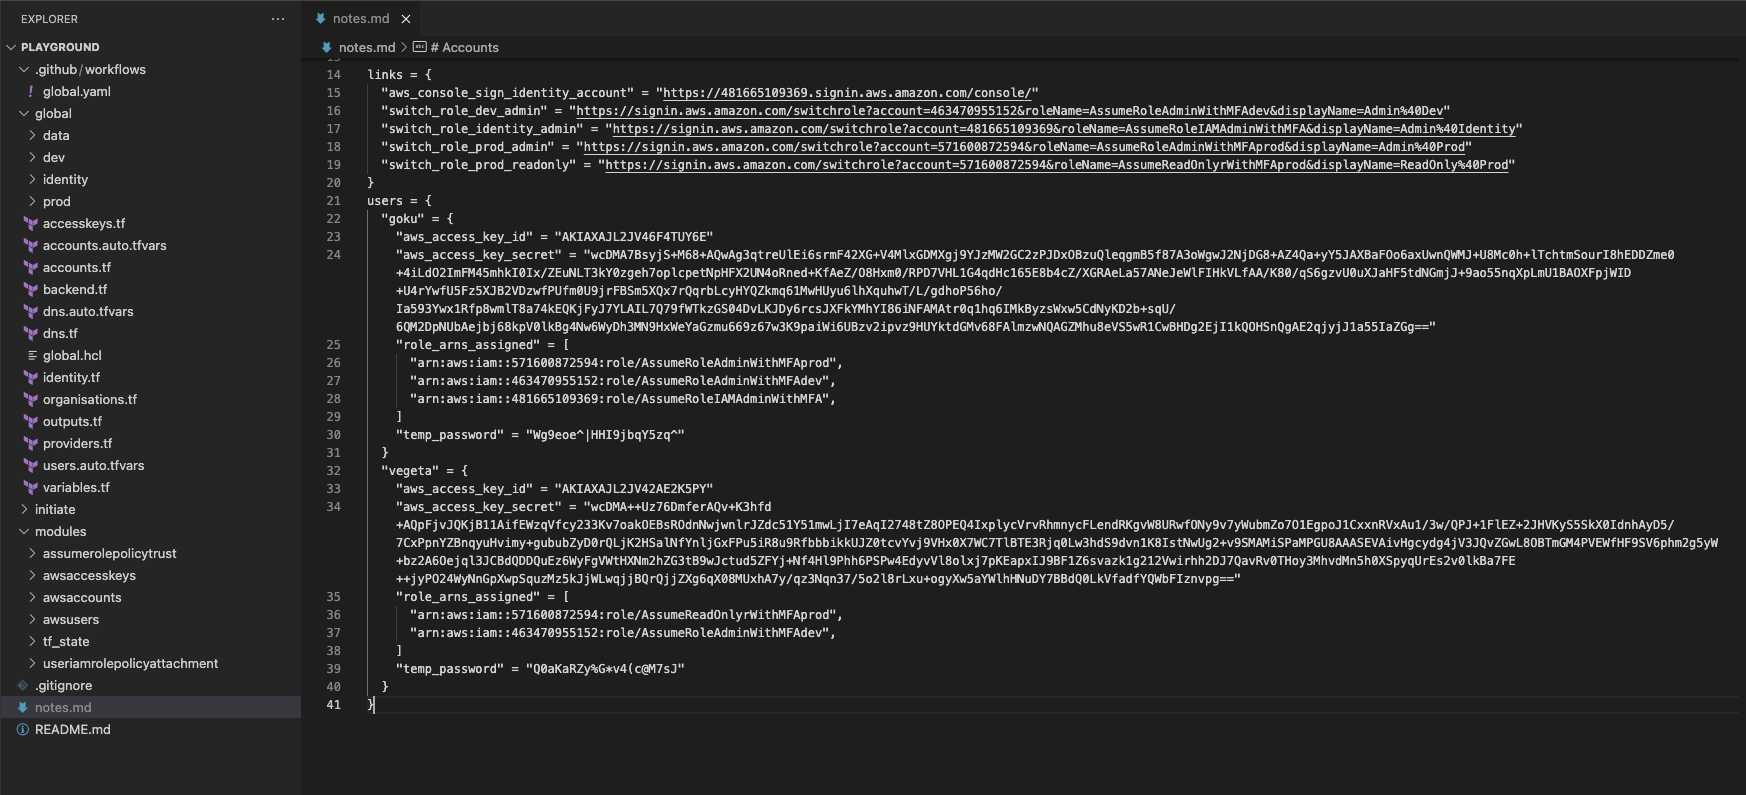 EXPLORER
PLAYGROUND
.github/workflows
global.yaml
global
data
dev
identity
prod
accesskeys.tf
accounts.auto.tfvars
accounts.tf
backend.tf
dns.auto.tfvars
dns.tf
global.hcl
identity.tf
organisations.tf
outputs.tf
providers.tf
users.auto.tfvars
variables.tf
initiate
modules
assumerolepolicytrust
awsaccesskeys
awsaccounts
awsusers
tf_state
useriamrolepolicyattachment
.gitignore
notes.md
README.md
notes.md
notes.md > # Accounts
14 links = {
15 "aws_console_sign_identity_account" = "https://481665109369.signin.aws.amazon.com/console/"
16 "switch_role_dev_admin" = "https://signin.aws.amazon.com/switchrole?account=463470955152&roleName=AssumeRoleAdminWithMFAdev&displayName=Admin%40Dev"
17 "switch_role_identity_admin" = "https://signin.aws.amazon.com/switchrole?account=481665109369&roleName=AssumeRoleIAMAdminWithMFA&displayName=Admin%40Identity"
18 "switch_role_prod_admin" = "https://signin.aws.amazon.com/switchrole?account=571600872594&roleName=AssumeRoleAdminWithMFAprod&displayName=Admin%40Prod"
19 "switch_role_prod_readonly" = "https://signin.aws.amazon.com/switchrole?account=571600872594&roleName=AssumeReadOnlyrWithMFAprod&displayName=ReadOnly%40Prod"
20 }
21 users = {
22 "goku" = {
23 "aws_access_key_id" = "AKIAXAJL2JV46F4TUY6E"
24 "aws_access_key_secret" = "wcDMA7BsyjS+M68+AQwAg3qtreUlEi6srmF42XG+V4MlxGDMXgj9YJzMW2GC2zPJDxOBzuQleqgmB5f87A3oWgwJ2NjDG8+AZ4Qa+yY5JAXBaFOo6axUwnQWMJ+U8Mc0h+lTchtmSourI8hEDDZme0
+4iLdO2ImFM45mhkI0Ix/ZEuNLT3kY0zgeh7oplcpetNpHFX2UN4oRned+KfAeZ/O8Hxm0/RPD7VHL1G4qdHc165E8b4cZ/XGRAeLa57ANeJeWlFIHkVLfAA/K80/qS6gzvU0uXJaHF5tdNGmjJ+9ao55nqXpLmU1BAOXFpjWID
+U4rYwfU5Fz5XJB2VDzwfPUfm0U9jrFBSm5XQx7rQqrbLcyHYQZkmq61MwHUyu6lhXquhwT/L/gdhoP56ho/
Ia593Ywx1Rfp8wmlT8a74kEQKjFyJ7YLAIL7Q79fWTkzGS04DvLKJDy6rcsJXFkYMhYI86iNFAMAtr0q1hq6IMkByzsWxw5CdNyKD2b+sqU/
6QM2DpNUbAejbj68kpV0lkBg4Nw6WyDh3MN9HxWeYaGzmu669z67w3K9paiWi6UBzv2ipvz9HUYktdGMv68FAlmzwNQAGZMhu8eVS5wR1CwBHDg2EjI1kQOHSnQgAE2qjyjJ1a55IaZGg=="
25 "role_arns_assigned" = [
26 "arn:aws:iam::571600872594:role/AssumeRoleAdminWithMFAprod",
27 "arn:aws:iam::463470955152:role/AssumeRoleAdminWithMFAdev",
28 "arn:aws:iam::481665109369:role/AssumeRoleIAMAdminWithMFA",
29 ]
30 "temp_password" = "Wg9eoe^|HHI9jbqY5zq^"
31 }
32 "vegeta" = {
33 "aws_access_key_id" = "AKIAXAJL2JV42AE2K5PY"
34 "aws_access_key_secret" = "wcDMA++Uz76DmferAQv+K3hfd
+AQpFjvJQKjB11AifEWzqVfcy233Kv7oakOEBsROdnNwjwnlrJZdc51Y51mwLjI7eAqI2748tZ8OPEQ4IxplycVrvRhmnycFLendRKgvW8URwfONy9v7yWubmZo7O1EgpoJ1CxxnRVxAu1/3w/QPJ+1FlEZ+2JHVKyS5SkX0IdnhAyD5/
7CxPpnYZBnqyuHvimy+gububZyD0rQLjK2HSalNfYnljGxFPu5iR8u9RfbbbikkUJZ0tcvYvj9VHx0X7WC7TlBTE3Rjq0Lw3hdS9dvn1K8IstNwUg2+v9SMAMiSPaMPGU8AAASEVAivHgcydg4jV3JQvZGwL8OBTmGM4PVEWfHF9SV6phm2g5yW
+bz2A6Oejql3JCBdQDDQuEz6WyFgVWtHXNm2hZG3tB9wJctud5ZFYj+Nf4Hl9Phh6PSPw4EdyvVl8olxj7pKEapxIJ9BF1Z6svazk1g212Vwirhh2DJ7QavRv0THoy3MhvdMn5h0XSpyqUrEs2v0lkBa7FE
++jyPO24WyNnGpXwpSquzMz5kJjWLwqjjBQrQjjZXg6qX08MUxhA7y/qz3Nqn37/5o2l8rLxu+ogyXw5aYWlhHNuDY7BBdQ0LkVfadfYQWbFIznvpg=="
35 "role_arns_assigned" = [
36 "arn:aws:iam::571600872594:role/AssumeReadOnlyrWithMFAprod",
37 "arn:aws:iam::463470955152:role/AssumeRoleAdminWithMFAdev",
38 ]
39 "temp_password" = "Q0aKaRZy%G*v4(c@M7sJ"
40 }
41 }